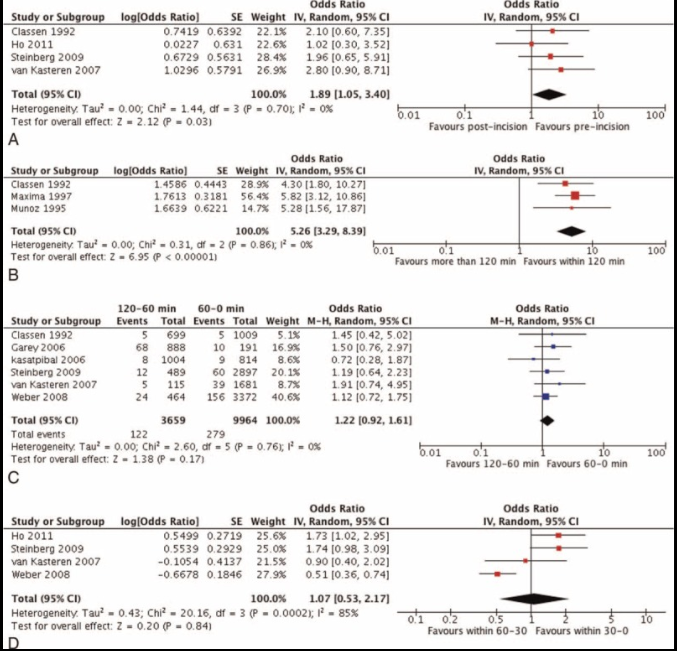 Odds Ratio Odds Ratio
Study or Subgroup log[Odds Ratio] SE Weight IV, Random, 95% CI IV, Random, 95% CI
Classen 1992 0.7419 0.6392 22.1% 2.10 [0.60, 7.35]
Ho 2011 0.0227 0.631 22.6% 1.02 [0.30, 3.52]
Steinberg 2009 0.6729 0.5631 28.4% 1.96 [0.65, 5.91]
van Kasteren 2007 1.0296 0.5791 26.9% 2.80 [0.90, 8.71]
Total (95% CI) 100.0% 1.89 [1.05, 3.40]
Heterogeneity: Tau² = 0.00; Chi² = 1.44, df = 3 (P = 0.70); I² = 0%
Test for overall effect: Z = 2.12 (P = 0.03)
0.01 0.1 1 10 100
Favours post-incision Favours pre-incision
A
Odds Ratio Odds Ratio
Study or Subgroup log[Odds Ratio] SE Weight IV, Random, 95% CI IV, Random, 95% CI
Classen 1992 1.4586 0.4443 28.9% 4.30 [1.80, 10.27]
Maxima 1997 1.7613 0.3181 56.4% 5.82 [3.12, 10.86]
Munoz 1995 1.6639 0.6221 14.7% 5.28 [1.56, 17.87]
Total (95% CI) 100.0% 5.26 [3.29, 8.39]
Heterogeneity: Tau² = 0.00; Chi² = 0.31, df = 2 (P = 0.86); I² = 0%
Test for overall effect: Z = 6.95 (P < 0.00001)
0.01 0.1 1 10 100
Favours more than 120 min Favours within 120 min
B
120-60 min 60-0 min Odds Ratio Odds Ratio
Study or Subgroup Events Total Events Total Weight M-H, Random, 95% CI M-H, Random, 95% CI
Classen 1992 5 699 5 1009 5.1% 1.45 [0.42, 5.02]
Garey 2006 68 888 10 191 16.9% 1.50 [0.76, 2.97]
kasatpibal 2006 8 1004 9 814 8.6% 0.72 [0.28, 1.87]
Steinberg 2009 12 489 60 2897 20.1% 1.19 [0.64, 2.23]
van Kasteren 2007 5 115 39 1681 8.7% 1.91 [0.74, 4.95]
Weber 2008 24 464 156 3372 40.6% 1.12 [0.72, 1.75]
Total (95% CI) 3659 9964 100.0% 1.22 [0.92, 1.61]
Total events 122 279
Heterogeneity: Tau² = 0.00; Chi² = 2.60, df = 5 (P = 0.76); I² = 0%
Test for overall effect: Z = 1.38 (P = 0.17)
0.01 0.1 1 10 100
Favours 120-60 min Favours 60-0 min
C
Odds Ratio Odds Ratio
Study or Subgroup log[Odds Ratio] SE Weight IV, Random, 95% CI IV, Random, 95% CI
Ho 2011 0.5499 0.2719 25.6% 1.73 [1.02, 2.95]
Steinberg 2009 0.5539 0.2929 25.0% 1.74 [0.98, 3.09]
van Kasteren 2007 -0.1054 0.4137 21.5% 0.90 [0.40, 2.02]
Weber 2008 -0.6678 0.1846 27.9% 0.51 [0.36, 0.74]
Total (95% CI) 100.0% 1.07 [0.53, 2.17]
Heterogeneity: Tau² = 0.43; Chi² = 20.16, df = 3 (P = 0.0002); I² = 85%
Test for overall effect: Z = 0.20 (P = 0.84)
0.1 0.2 0.5 1 2 5 10
Favours within 60-30 Favours within 30-0
D